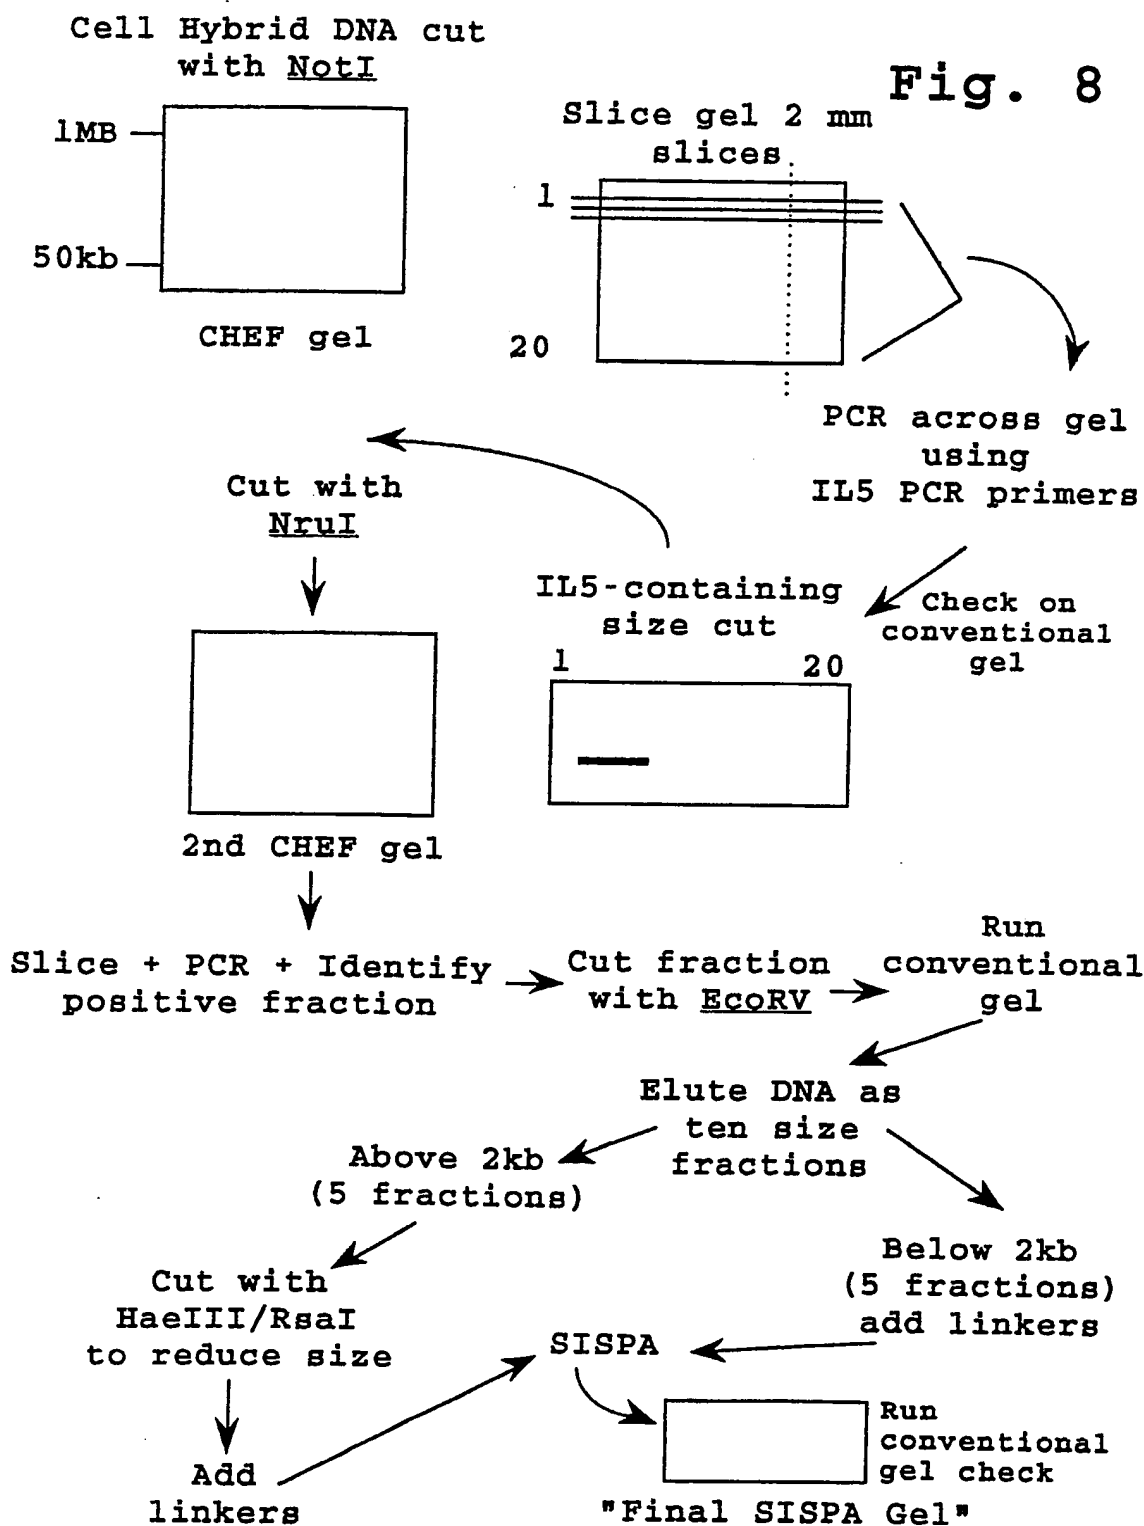 Cell Hybrid DNA cut
with NotI
Fig. 8
1MB
50kb
CHEF gel
Slice gel 2 mm
slices
1
20
PCR across gel
using
IL5 PCR primers
Check on
conventional
gel
IL5-containing
size cut
1 20
Cut with
NruI
2nd CHEF gel
Slice + PCR + Identify
positive fraction
Cut fraction
with EcoRV
Run
conventional
gel
Elute DNA as
ten size
fractions
Above 2kb
(5 fractions)
Cut with
HaeIII/RsaI
to reduce size
Add
linkers
Below 2kb
(5 fractions)
add linkers
SISPA
Run
conventional
gel check
"Final SISPA Gel"